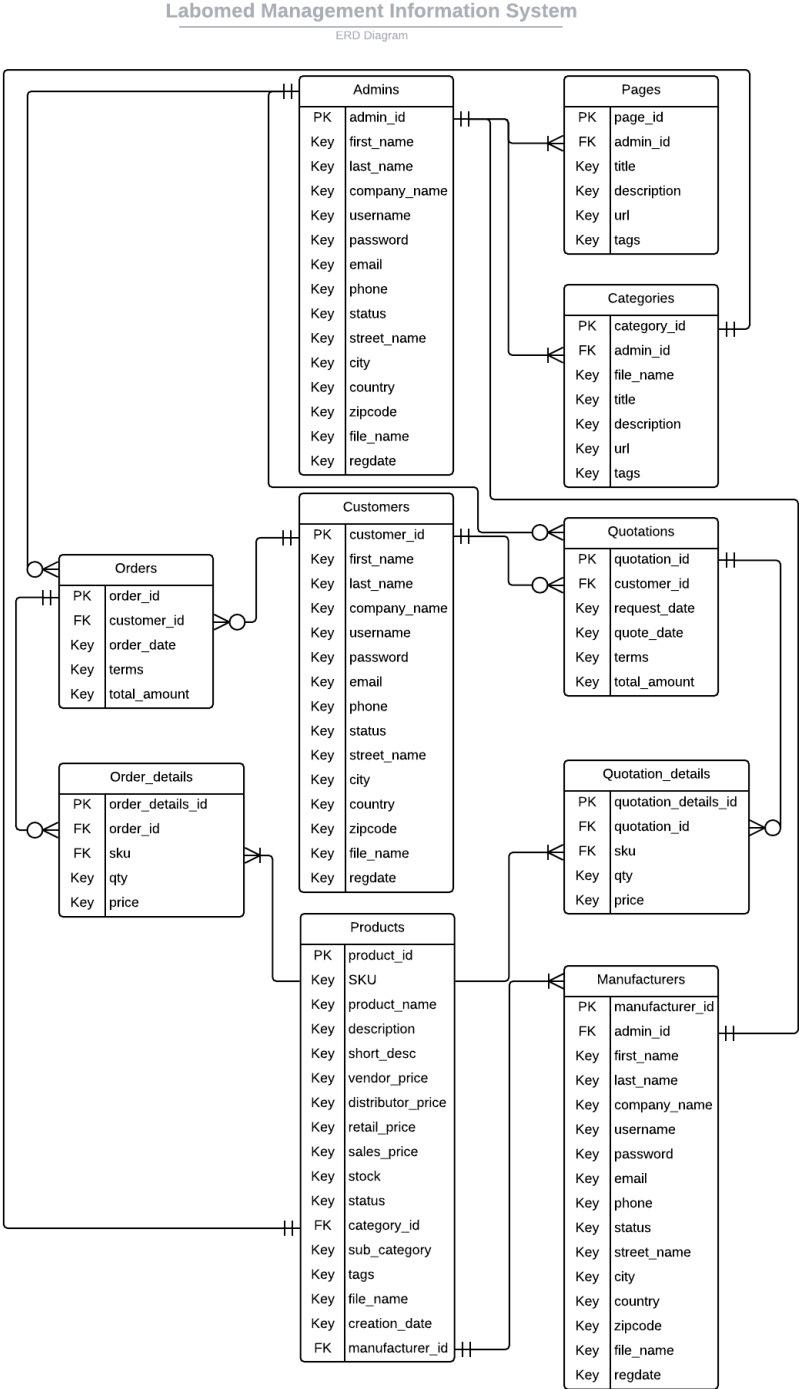 Labomed Management Information System
ERD Diagram
Admins
PK admin_id
Key first_name
Key last_name
Key company_name
Key username
Key password
Key email
Key phone
Key status
Key street_name
Key city
Key country
Key zipcode
Key file_name
Key regdate
Pages
PK page_id
FK admin_id
Key title
Key description
Key url
Key tags
Categories
PK category_id
FK admin_id
Key file_name
Key title
Key description
Key url
Key tags
Customers
PK customer_id
Key first_name
Key last_name
Key company_name
Key username
Key password
Key email
Key phone
Key status
Key street_name
Key city
Key country
Key zipcode
Key file_name
Key regdate
Quotations
PK quotation_id
FK customer_id
Key request_date
Key quote_date
Key terms
Key total_amount
Orders
PK order_id
FK customer_id
Key order_date
Key terms
Key total_amount
Order_details
PK order_details_id
FK order_id
FK sku
Key qty
Key price
Quotation_details
PK quotation_details_id
FK quotation_id
FK sku
Key qty
Key price
Products
PK product_id
Key SKU
Key product_name
Key description
Key short_desc
Key vendor_price
Key distributor_price
Key retail_price
Key sales_price
Key stock
Key status
FK category_id
Key sub_category
Key tags
Key file_name
Key creation_date
FK manufacturer_id
Manufacturers
PK manufacturer_id
FK admin_id
Key first_name
Key last_name
Key company_name
Key username
Key password
Key email
Key phone
Key status
Key street_name
Key city
Key country
Key zipcode
Key file_name
Key regdate